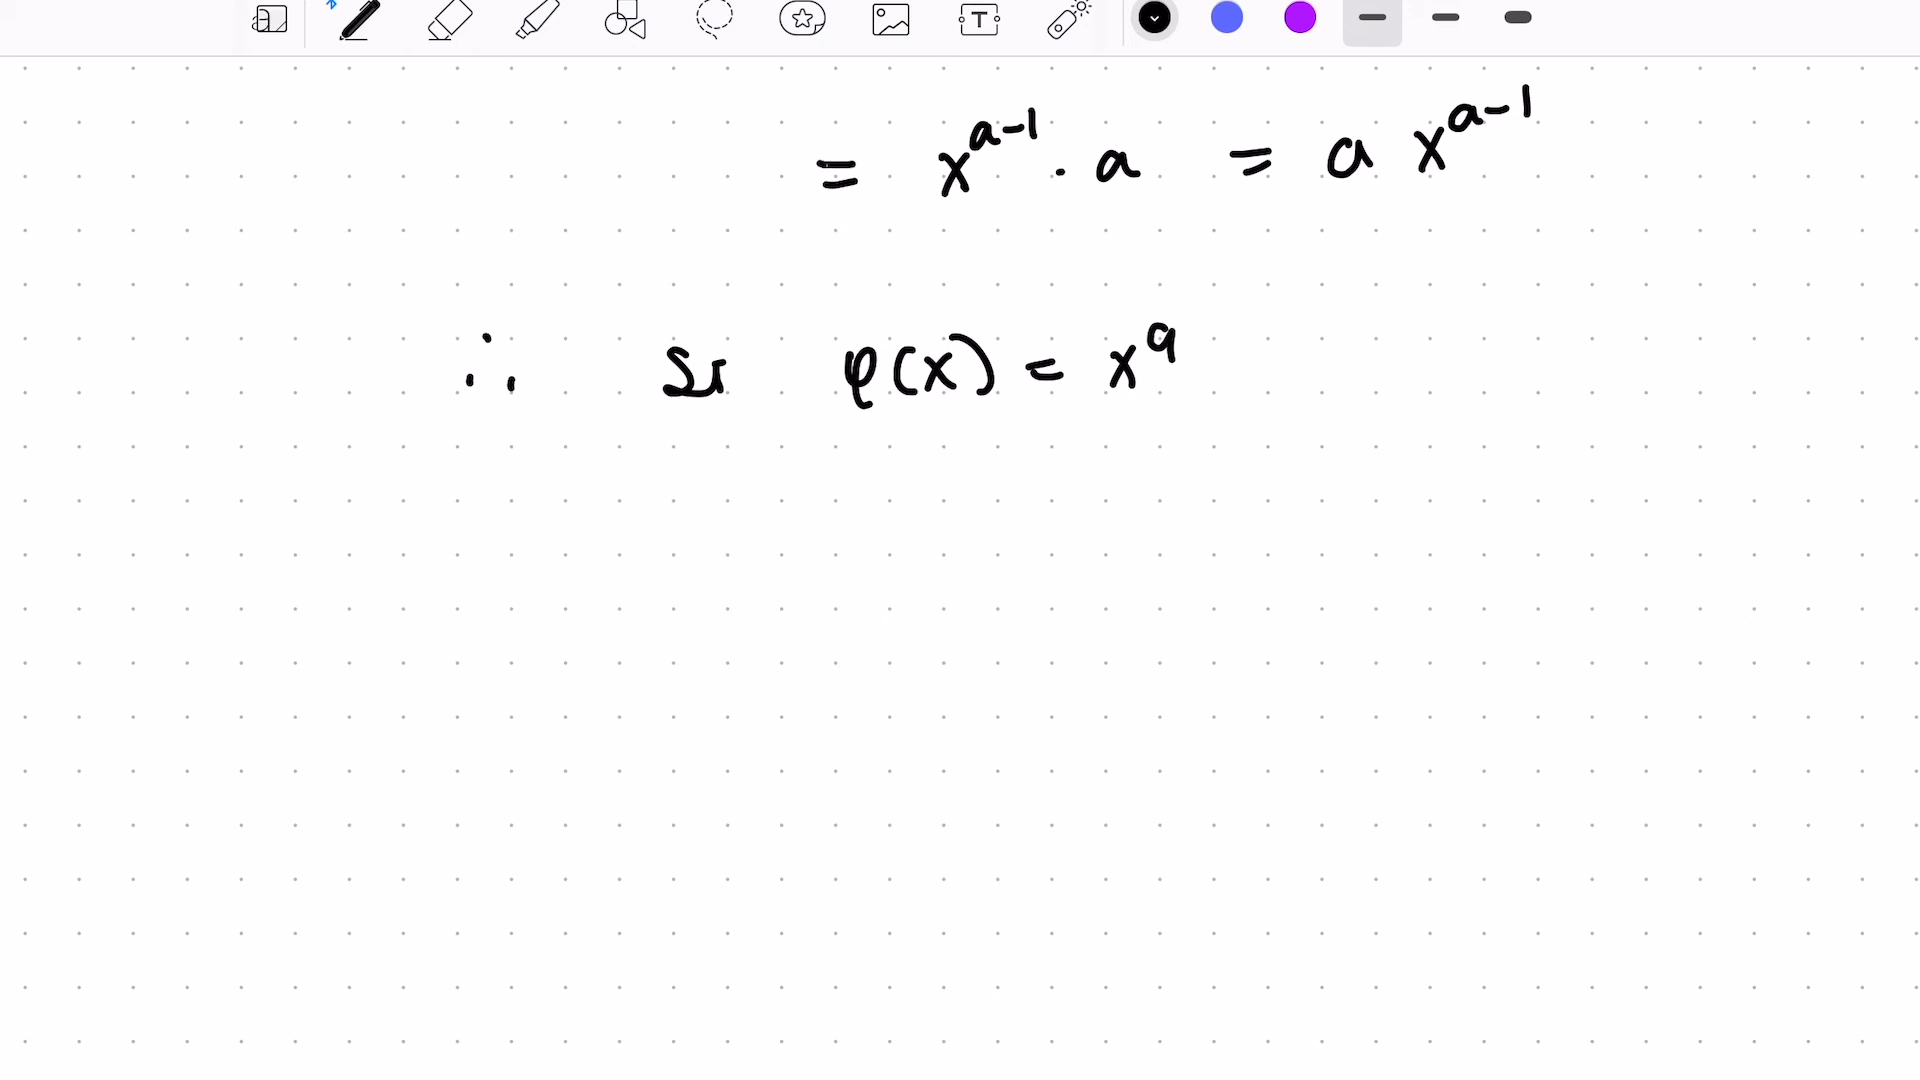 = x^{a-1} · a = a x^{a-1}
∴ Si φ(x) = x^a